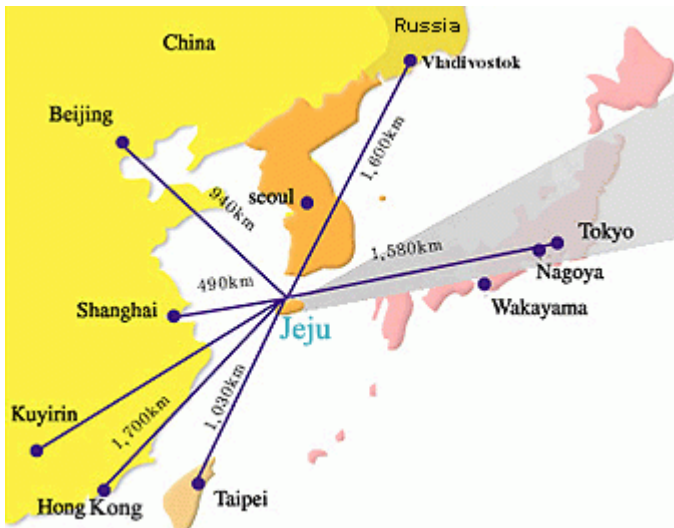 Russia
China
Vladivostok
Beijing
1,600km
940km
seoul
Tokyo
1,580km
Nagoya
490km
Shanghai
Wakayama
Jeju
1,030km
Kuyirin
1,700km
Hong Kong
Taipei